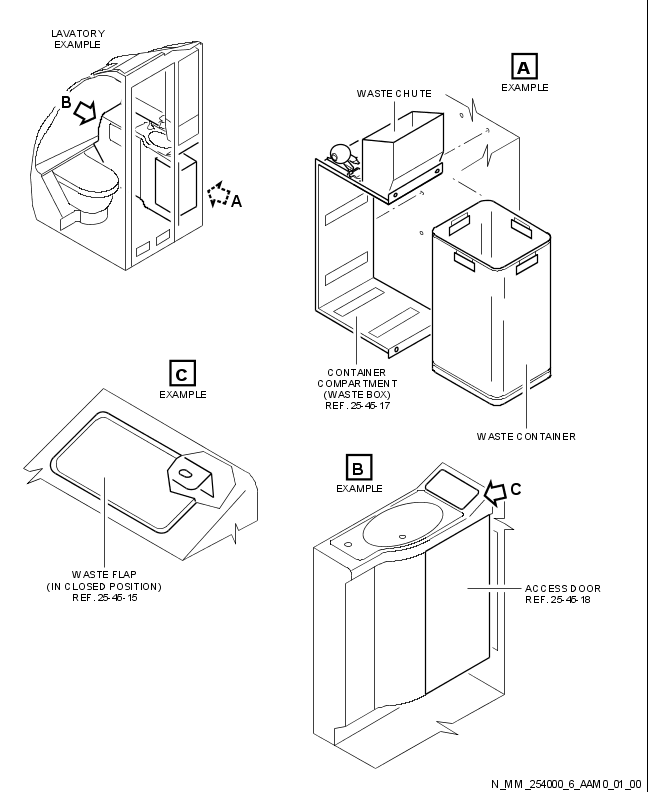 LAVATORY
EXAMPLE
B
A
A
EXAMPLE
WASTE CHUTE
CONTAINER
COMPARTMENT
(WASTE BOX)
REF. 25-46-17
WASTE CONTAINER
C
EXAMPLE
WASTE FLAP
(IN CLOSED POSITION)
REF. 25-46-15
B
EXAMPLE
C
ACCESS DOOR
REF. 25-46-18
N_MM_254000_6_AAM0_01_00